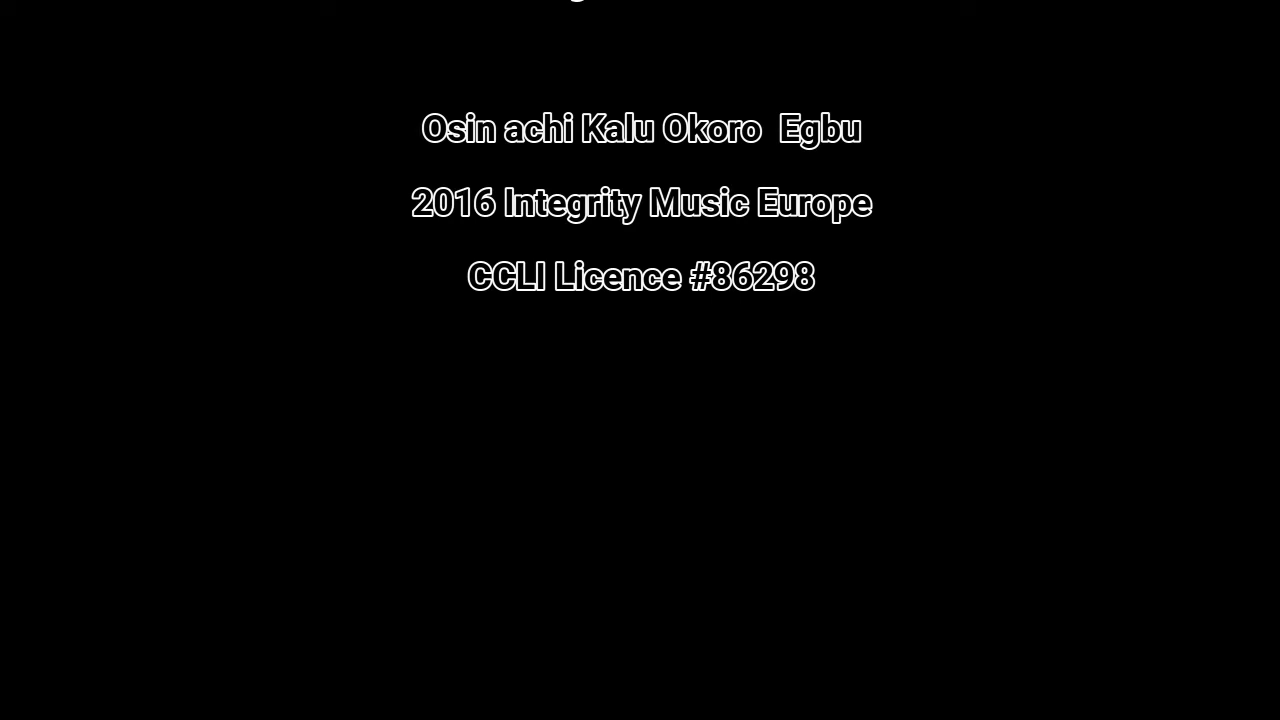 Osin achi Kalu Okoro  Egbu
2016 Integrity Music Europe
CCLI Licence #86298